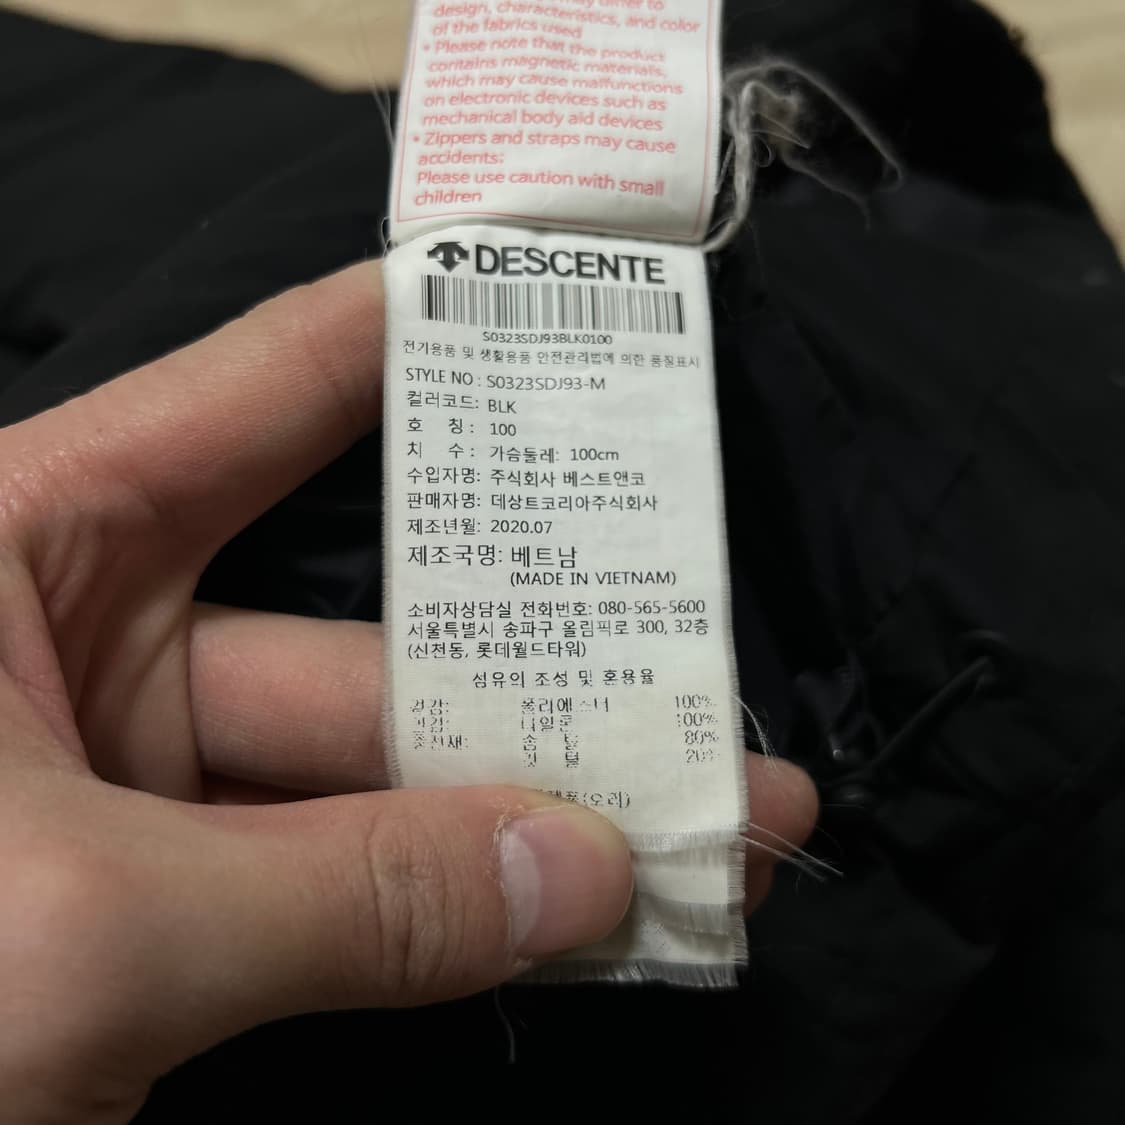 may differ to
design, characteristics, and color
of the fabrics used
• Please note that the product
contains magnetic materials,
which may cause malfunctions
on electronic devices such as
mechanical body aid devices
• Zippers and straps may cause
accidents;
Please use caution with small
children
DESCENTE
S0323SDJ93BLK0100
전기용품 및 생활용품 안전관리법에 의한 품질표시
STYLE NO : S0323SDJ93-M
컬러코드: BLK
호 칭 : 100
치 수 : 가슴둘레: 100cm
수입자명: 주식회사 베스트앤코
판매자명: 데상트코리아주식회사
제조년월: 2020.07
제조국명: 베트남
(MADE IN VIETNAM)
소비자상담실 전화번호: 080-565-5600
서울특별시 송파구 올림픽로 300, 32층
(신천동, 롯데월드타워)
섬유의 조성 및 혼용율
겉감: 폴리에스터 100%
안감: 나일론 100%
충전재: 솜 털 80%
깃 털 20%
(오리)